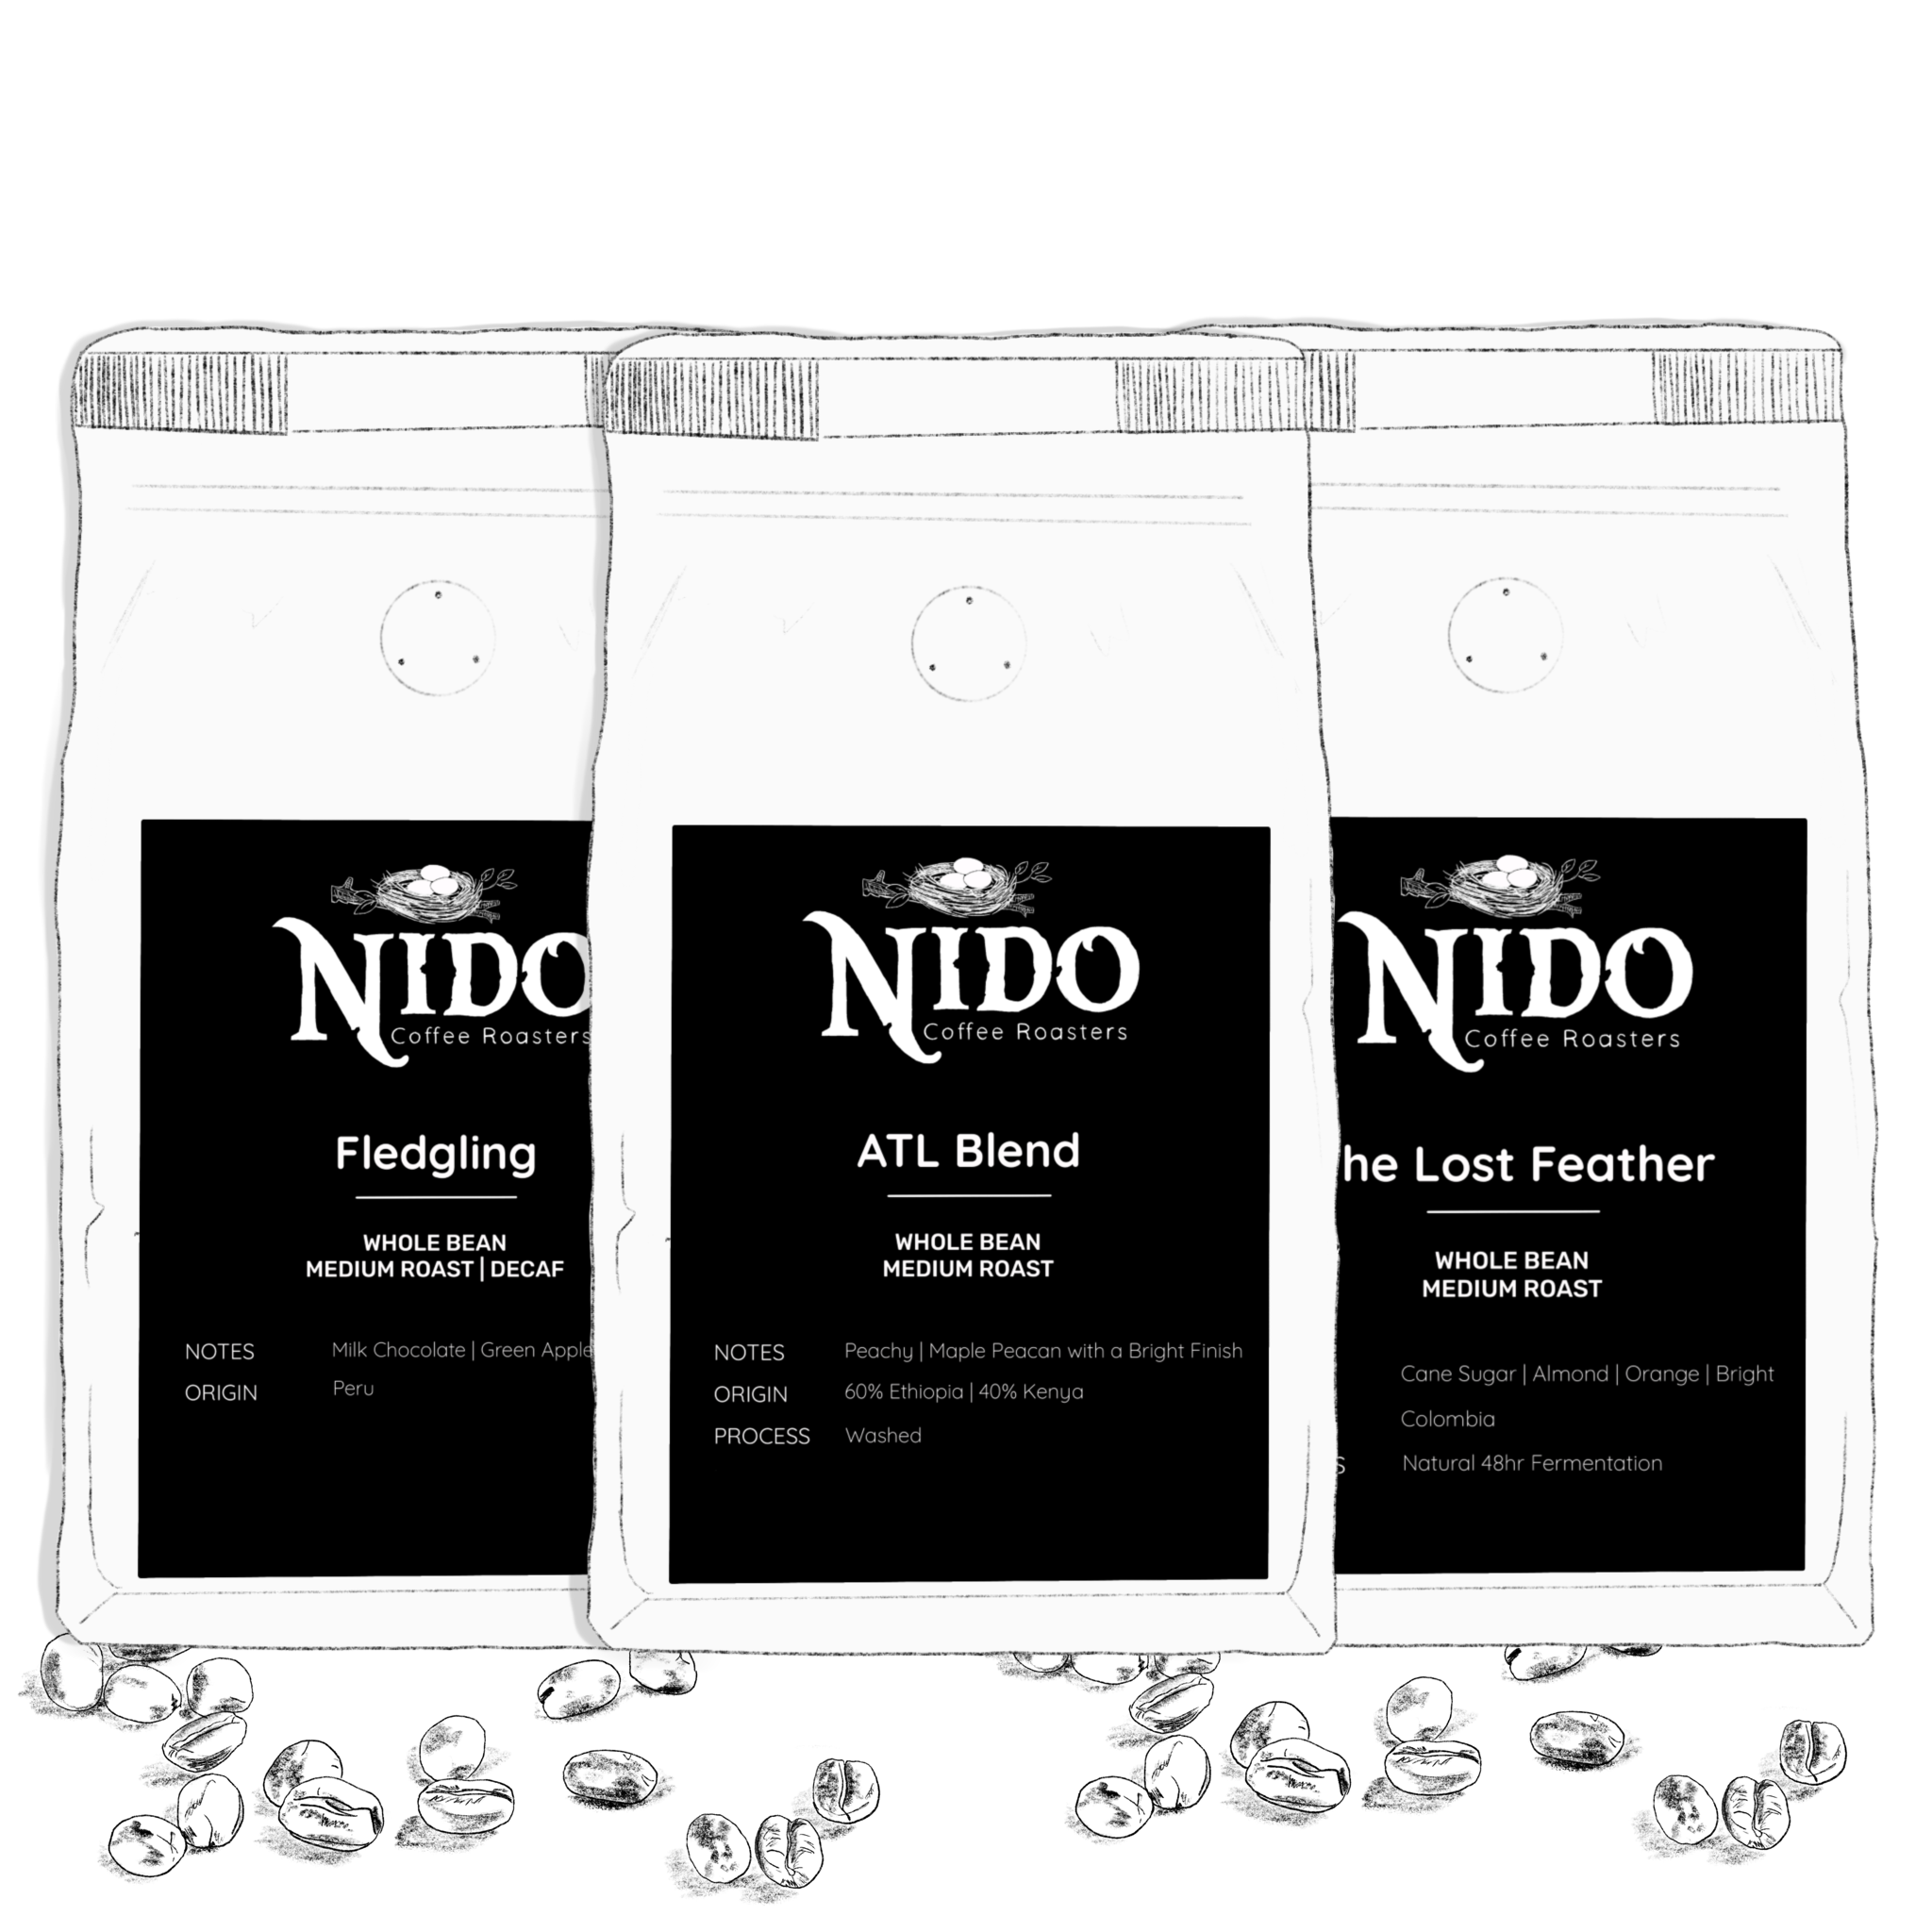 NIDO
Coffee Roasters
Fledgling
WHOLE BEAN
MEDIUM ROAST | DECAF
NOTES Milk Chocolate | Green Apple
ORIGIN Peru
NIDO
Coffee Roasters
ATL Blend
WHOLE BEAN
MEDIUM ROAST
NOTES Peachy | Maple Peacan with a Bright Finish
ORIGIN 60% Ethiopia | 40% Kenya
PROCESS Washed
NIDO
Coffee Roasters
he Lost Feather
WHOLE BEAN
MEDIUM ROAST
Cane Sugar | Almond | Orange | Bright
Colombia
S Natural 48hr Fermentation